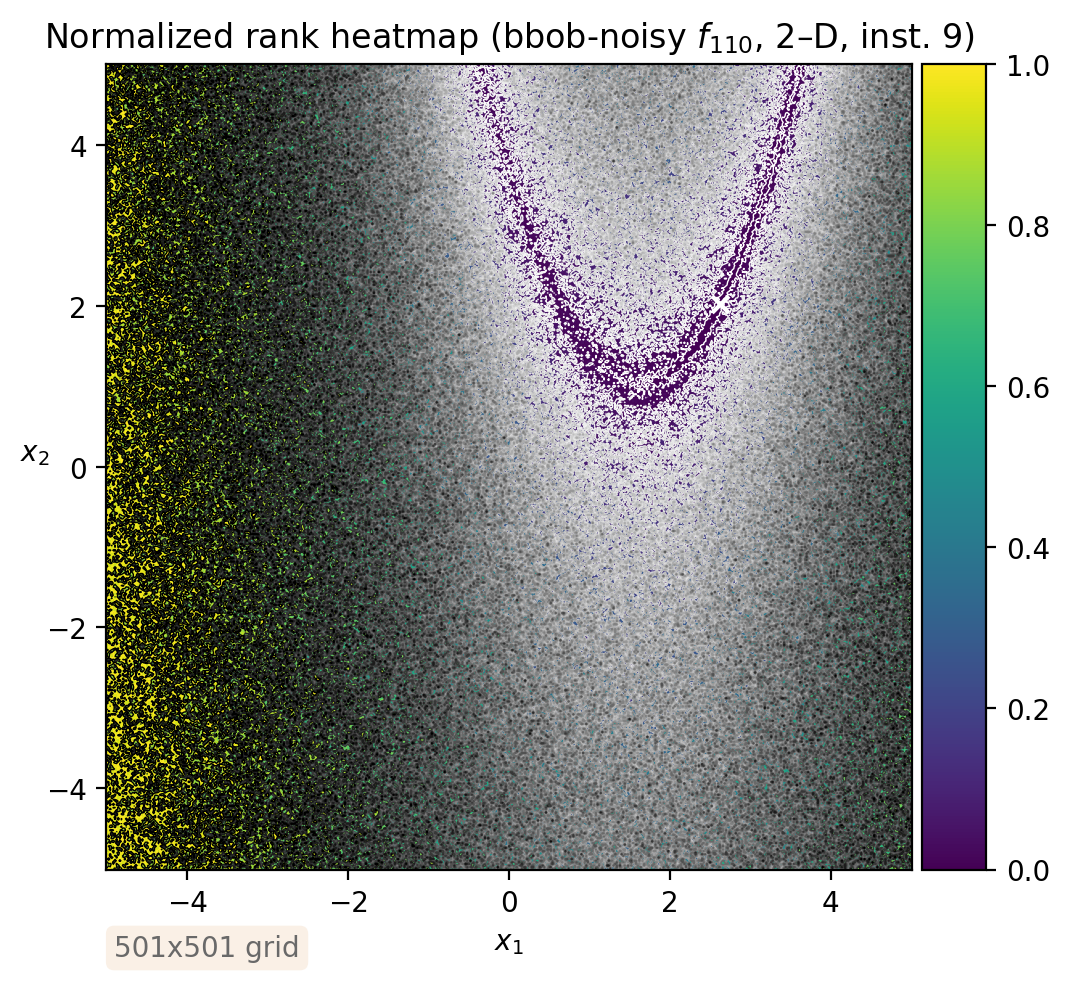 Normalized rank heatmap (bbob-noisy f₁₁₀, 2–D, inst. 9)
1.0
0.8
0.6
0.4
0.2
0.0
x₂
4
2
0
−2
−4
−4 −2 0 2 4
x₁
501x501 grid